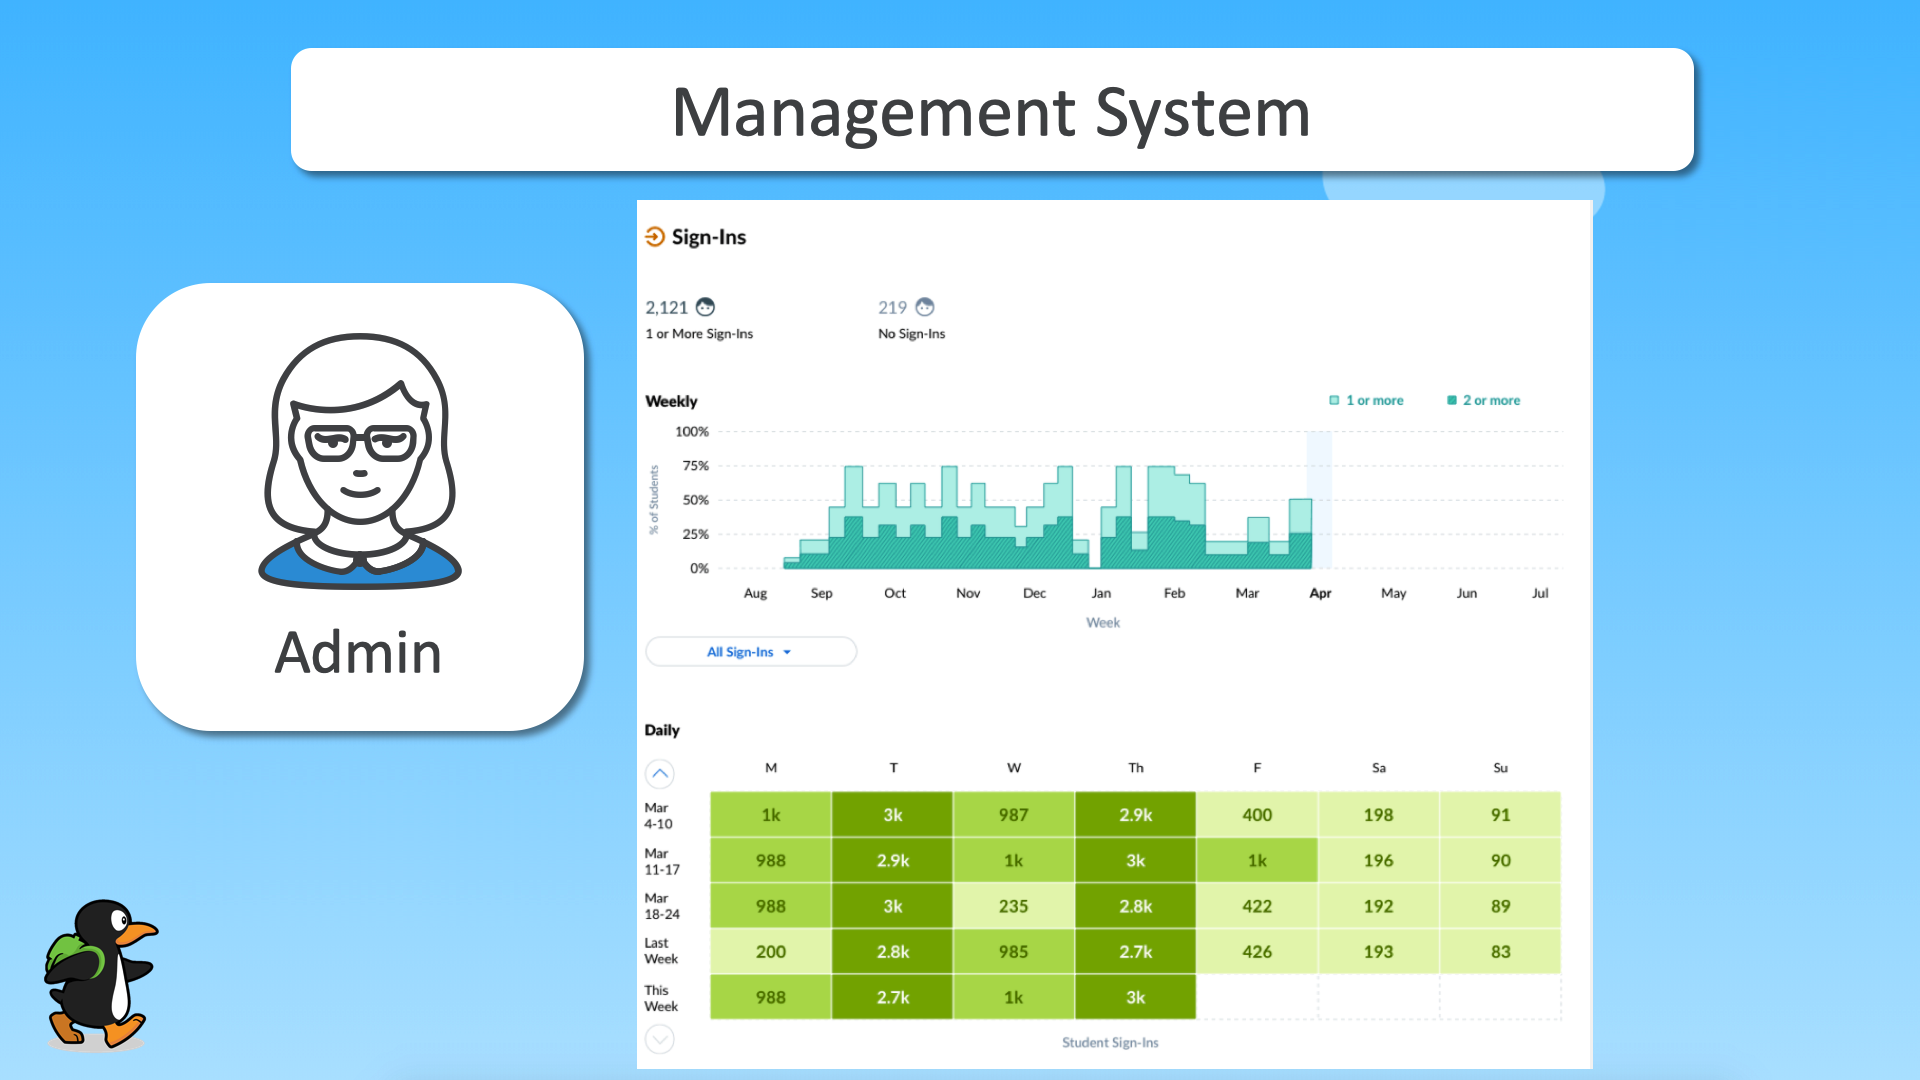 Management System
Admin
Sign-Ins
2,121
219
1 or More Sign-Ins
No Sign-Ins
Weekly
1 or more
2 or more
% of Students
100%
75%
50%
25%
0%
Aug Sep Oct Nov Dec Jan Feb Mar Apr May Jun Jul
Week
All Sign-Ins
Daily
M T W Th F Sa Su
Mar
4-10
1k 3k 987 2.9k 400 198 91
Mar
11-17
988 2.9k 1k 3k 1k 196 90
Mar
18-24
988 3k 235 2.8k 422 192 89
Last
Week
200 2.8k 985 2.7k 426 193 83
This
Week
988 2.7k 1k 3k
Student Sign-Ins